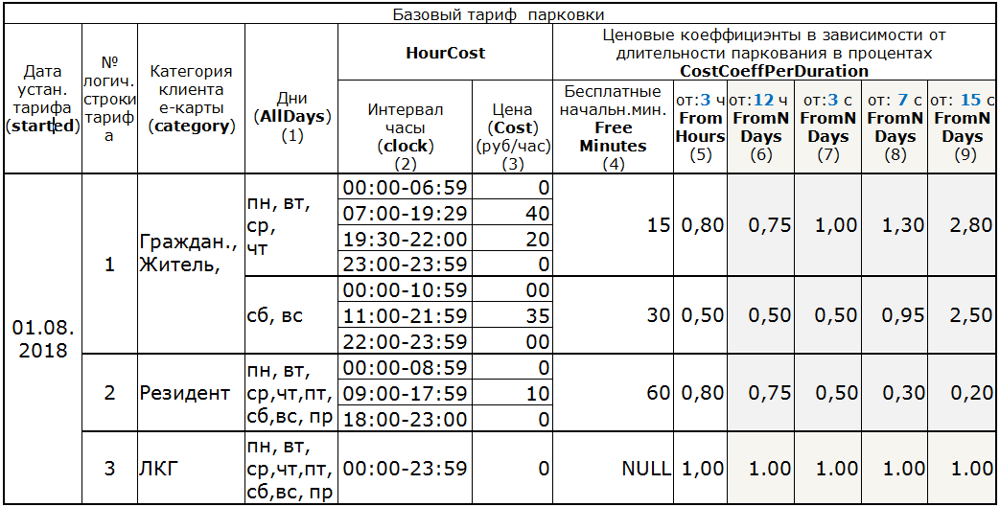 Базовый тариф парковки
Дата
устан.
тарифа
(started)
№
логич.
строки
тариф
а
Категория
клиента
е-карты
(category)
Дни
(AllDays)
(1)
HourCost
Ценовые коеффициэнты в зависимости от
длительности паркования в процентах
CostCoeffPerDuration
Интервал
часы
(clock)
(2)
Цена
(Cost)
(руб/час)
(3)
Бесплатные
начальн.мин.
Free
Minutes
(4)
от:3 ч
From
Hours
(5)
от:12 ч
FromN
Days
(6)
от:3 с
FromN
Days
(7)
от: 7 с
FromN
Days
(8)
от: 15 с
FromN
Days
(9)
01.08.
2018
1
Граждан.,
Житель,
пн, вт,
ср,
чт
00:00-06:59 0
07:00-19:29 40
19:30-22:00 20
23:00-23:59 0
15 0,80 0,75 1,00 1,30 2,80
сб, вс
00:00-10:59 00
11:00-21:59 35
22:00-23:59 00
30 0,50 0,50 0,50 0,95 2,50
2
Резидент
пн, вт,
ср,чт,пт,
сб,вс, пр
00:00-08:59 0
09:00-17:59 10
18:00-23:00 0
60 0,80 0,75 0,50 0,30 0,20
3
ЛКГ
пн, вт,
ср,чт,пт,
сб,вс, пр
00:00-23:59 0
NULL 1,00 1.00 1.00 1.00 1.00